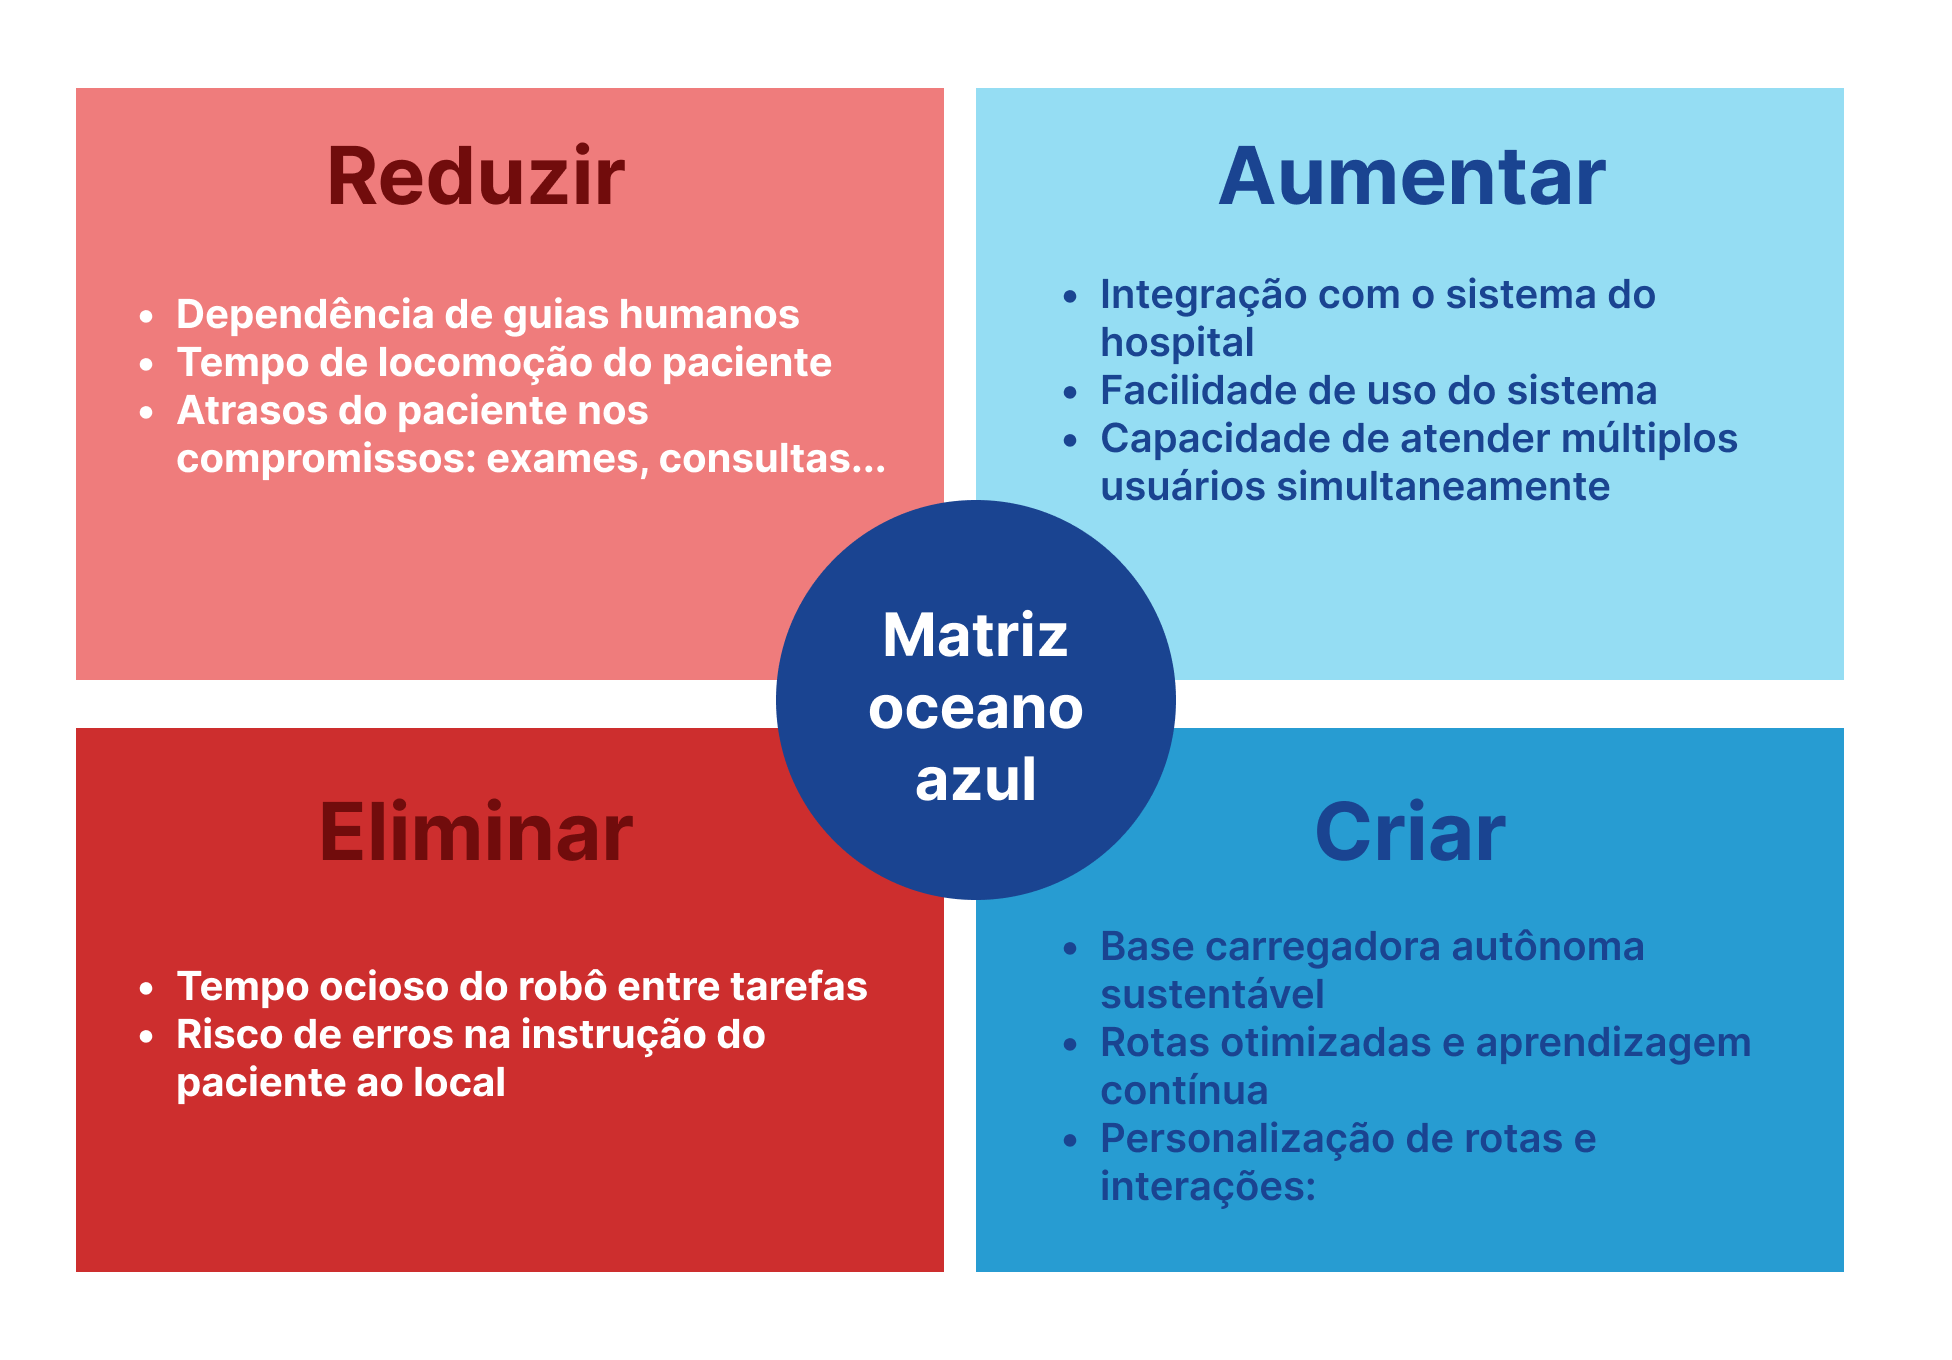 Reduzir
• Dependência de guias humanos
• Tempo de locomoção do paciente
• Atrasos do paciente nos
compromissos: exames, consultas...
Aumentar
• Integração com o sistema do
hospital
• Facilidade de uso do sistema
• Capacidade de atender múltiplos
usuários simultaneamente
Matriz
oceano
azul
Eliminar
• Tempo ocioso do robô entre tarefas
• Risco de erros na instrução do
paciente ao local
Criar
• Base carregadora autônoma
sustentável
• Rotas otimizadas e aprendizagem
contínua
• Personalização de rotas e
interações: